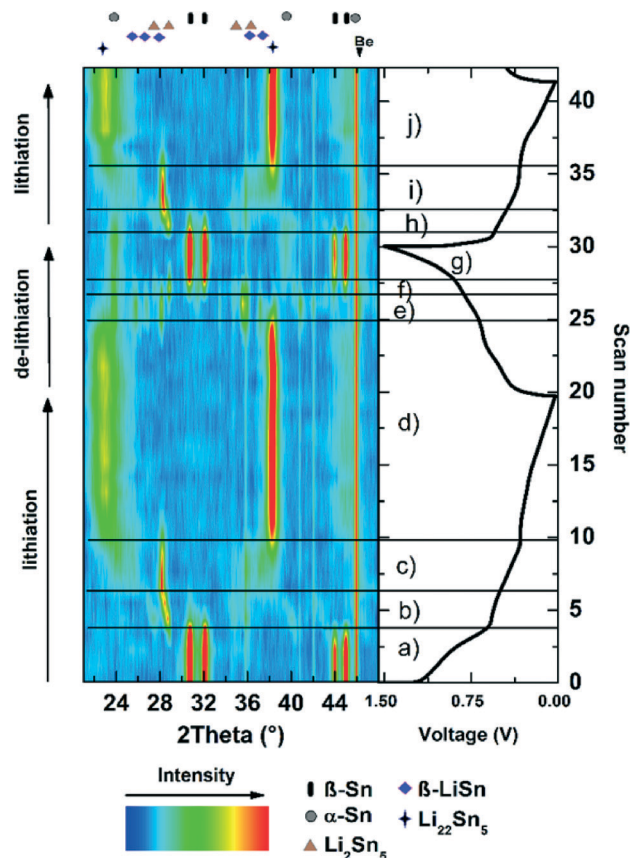 Be
lithiation
de-lithiation
lithiation
j)
i)
h)
g)
f)
e)
d)
c)
b)
a)
40
35
30
25
20
15
10
5
0
Scan number
24 28 32 36 40 44
1.50 0.75 0.00
2Theta (°)
Voltage (V)
Intensity
ß-Sn
ß-LiSn
α-Sn
Li22Sn5
Li2Sn5